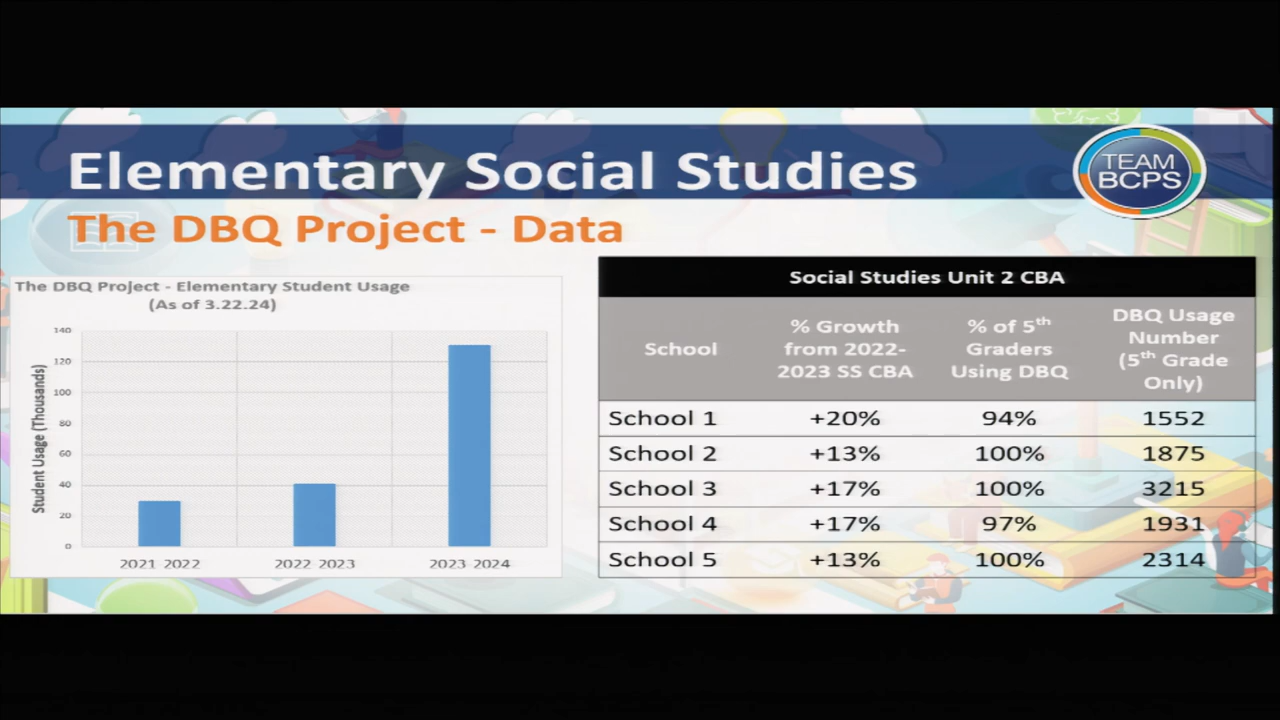 Elementary Social Studies
TEAM
BCPS
The DBQ Project - Data
The DBQ Project - Elementary Student Usage
(As of 3.22.24)
Student Usage (Thousands)
140
120
100
80
60
40
20
0
2021 2022
2022 2023
2023 2024
Social Studies Unit 2 CBA
School
% Growth
from 2022-
2023 SS CBA
% of 5th
Graders
Using DBQ
DBQ Usage
Number
(5th Grade
Only)
School 1 +20% 94% 1552
School 2 +13% 100% 1875
School 3 +17% 100% 3215
School 4 +17% 97% 1931
School 5 +13% 100% 2314